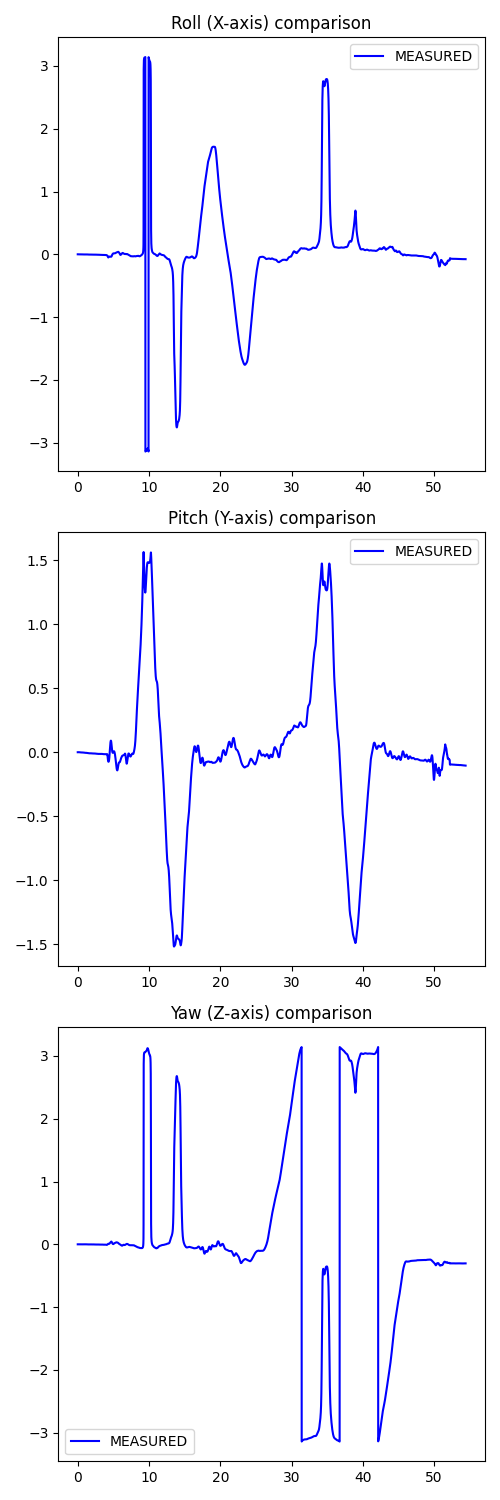 Roll (X-axis) comparison
MEASURED
3
2
1
0
−1
−2
−3
0 10 20 30 40 50
Pitch (Y-axis) comparison
MEASURED
1.5
1.0
0.5
0.0
−0.5
−1.0
−1.5
0 10 20 30 40 50
Yaw (Z-axis) comparison
3
2
1
0
−1
−2
−3
MEASURED
0 10 20 30 40 50